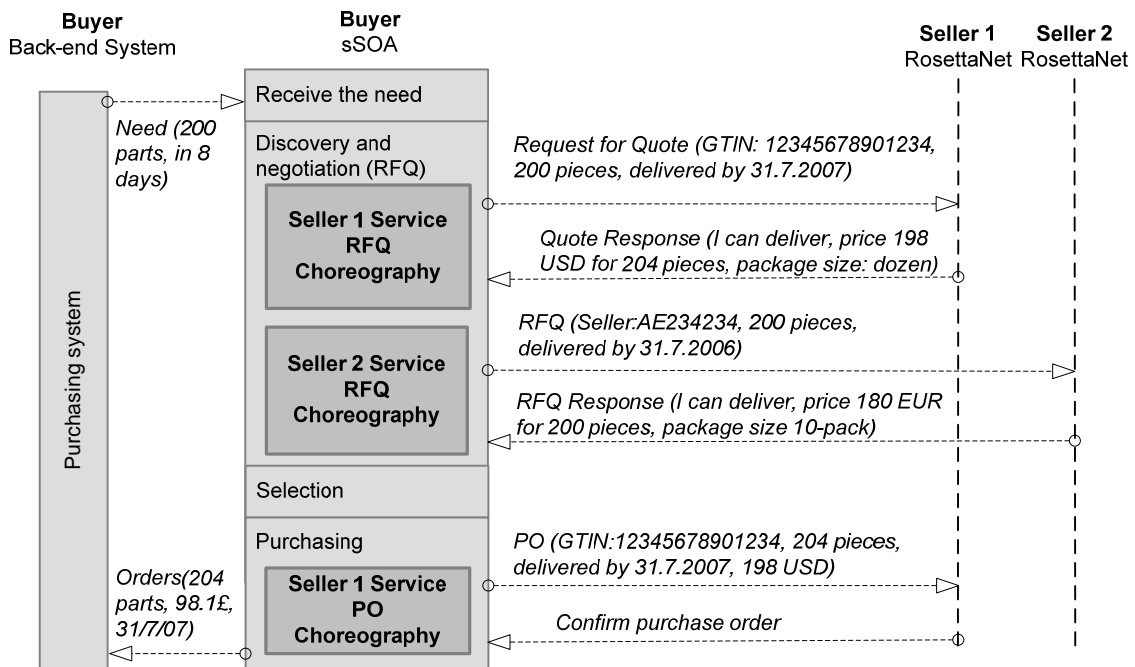 Buyer
Back-end System
Buyer
sSOA
Seller 1
RosettaNet
Seller 2
RosettaNet
Purchasing system
Need (200
parts, in 8
days)
Receive the need
Discovery and
negotiation (RFQ)
Seller 1 Service
RFQ
Choreography
Request for Quote (GTIN: 12345678901234,
200 pieces, delivered by 31.7.2007)
Quote Response (I can deliver, price 198
USD for 204 pieces, package size: dozen)
Seller 2 Service
RFQ
Choreography
RFQ (Seller:AE234234, 200 pieces,
delivered by 31.7.2006)
RFQ Response (I can deliver, price 180 EUR
for 200 pieces, package size 10-pack)
Selection
Purchasing
Seller 1 Service
PO
Choreography
PO (GTIN:12345678901234, 204 pieces,
delivered by 31.7.2007, 198 USD)
Confirm purchase order
Orders(204
parts, 98.1£,
31/7/07)